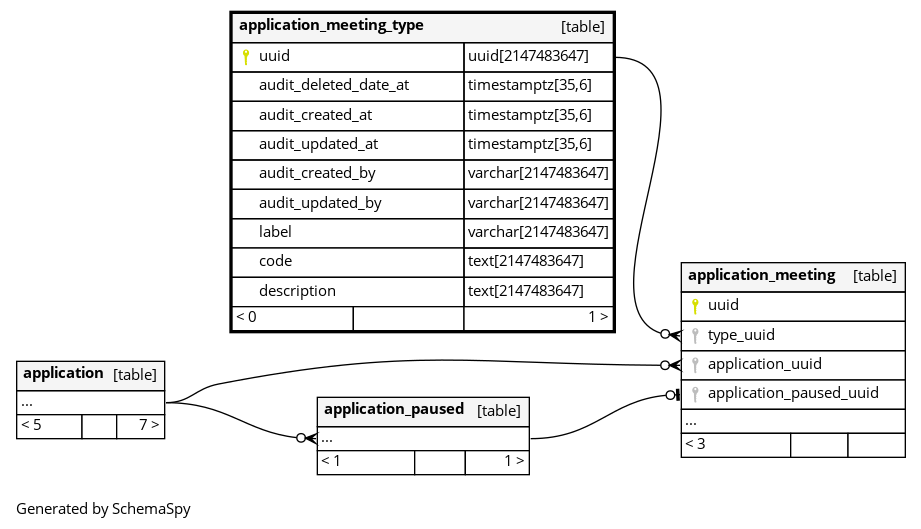 application_meeting_type [table]
uuid uuid[2147483647]
audit_deleted_date_at timestamptz[35,6]
audit_created_at timestamptz[35,6]
audit_updated_at timestamptz[35,6]
audit_created_by varchar[2147483647]
audit_updated_by varchar[2147483647]
label varchar[2147483647]
code text[2147483647]
description text[2147483647]
< 0 1 >
application_meeting [table]
uuid
type_uuid
application_uuid
application_paused_uuid
...
< 3
application [table]
...
< 5 7 >
application_paused [table]
...
< 1 1 >
Generated by SchemaSpy